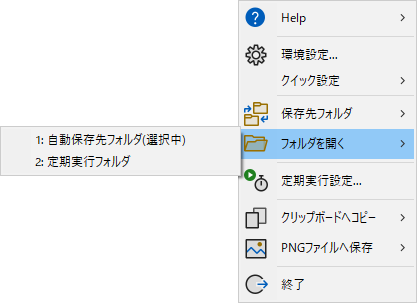 Help
環境設定...
クイック設定
保存先フォルダ
フォルダを開く
1: 自動保存先フォルダ(選択中)
2: 定期実行フォルダ
定期実行設定...
クリップボードへコピー
PNGファイルへ保存
終了